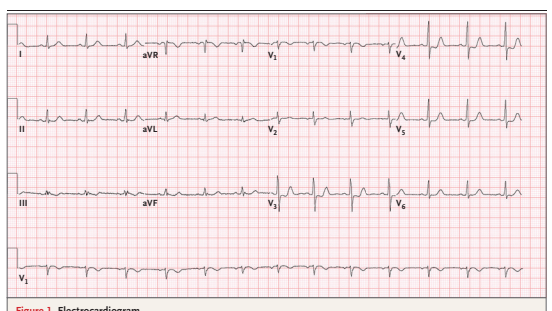 I aVR V1 V4
II aVL V2 V5
III aVF V3 V6
V1
Figure 1. Electrocardiogram